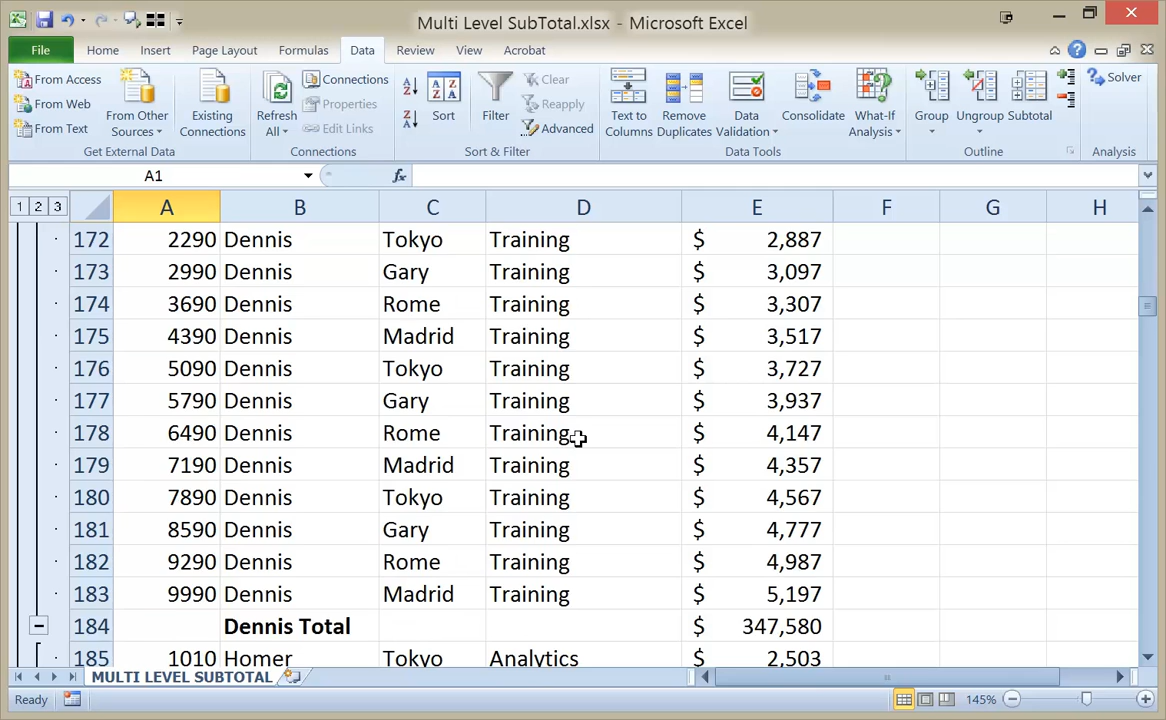 Multi Level SubTotal.xlsx - Microsoft Excel
File Home Insert Page Layout Formulas Data Review View Acrobat
From Access
From Web
From Text
From Other Sources
Existing Connections
Get External Data
Refresh All
Connections
Properties
Edit Links
Connections
Sort
Filter
Clear
Reapply
Advanced
Sort & Filter
Text to Columns
Remove Duplicates
Data Validation
Consolidate
What-If Analysis
Data Tools
Group
Ungroup
Subtotal
Outline
Solver
Analysis
A1 fx
1 2 3 A B C D E F G H
172 2290 Dennis Tokyo Training $ 2,887
173 2990 Dennis Gary Training $ 3,097
174 3690 Dennis Rome Training $ 3,307
175 4390 Dennis Madrid Training $ 3,517
176 5090 Dennis Tokyo Training $ 3,727
177 5790 Dennis Gary Training $ 3,937
178 6490 Dennis Rome Training $ 4,147
179 7190 Dennis Madrid Training $ 4,357
180 7890 Dennis Tokyo Training $ 4,567
181 8590 Dennis Gary Training $ 4,777
182 9290 Dennis Rome Training $ 4,987
183 9990 Dennis Madrid Training $ 5,197
184 Dennis Total $ 347,580
185 1010 Homer Tokyo Analytics $ 2,503
MULTI LEVEL SUBTOTAL
Ready 145%